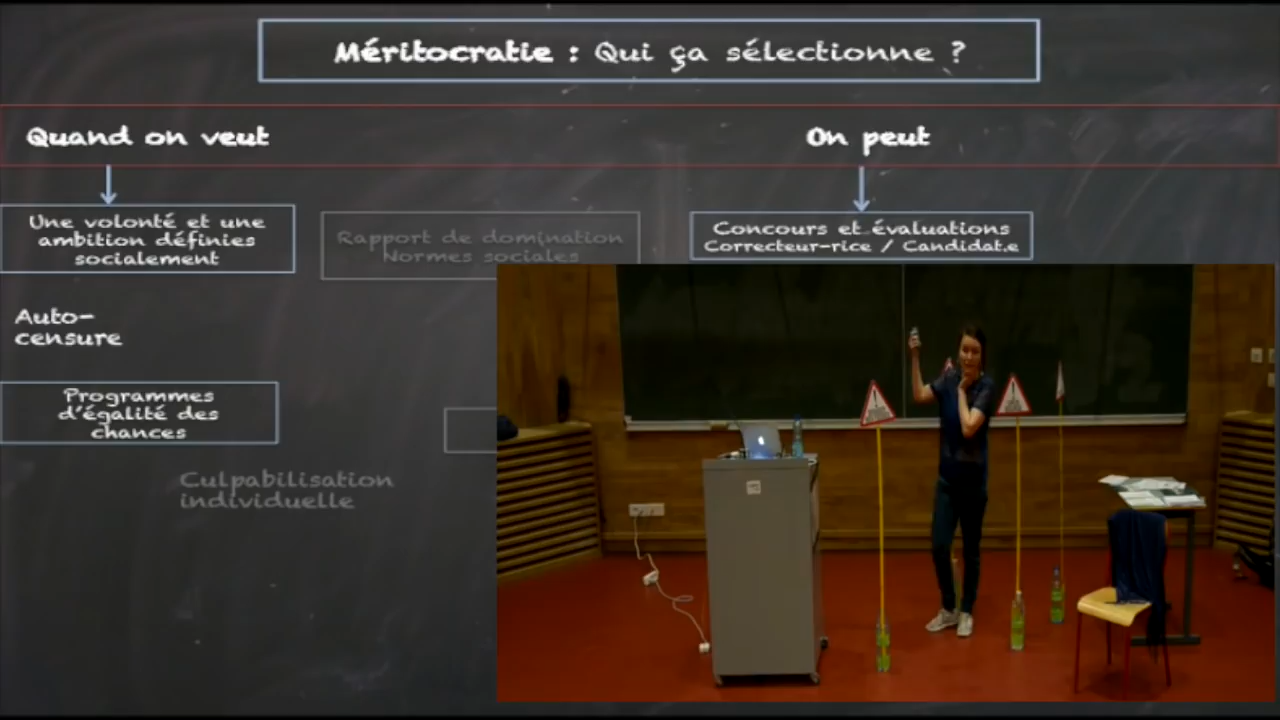 Méritocratie : Qui ça sélectionne ?
Quand on veut
On peut
Une volonté et une
ambition définies
socialement
Rapport de domination
Normes sociales
Concours et évaluations
Correcteur-rice / Candidat.e
Auto-
censure
Programmes
d'égalité des
chances
Culpabilisation
individuelle